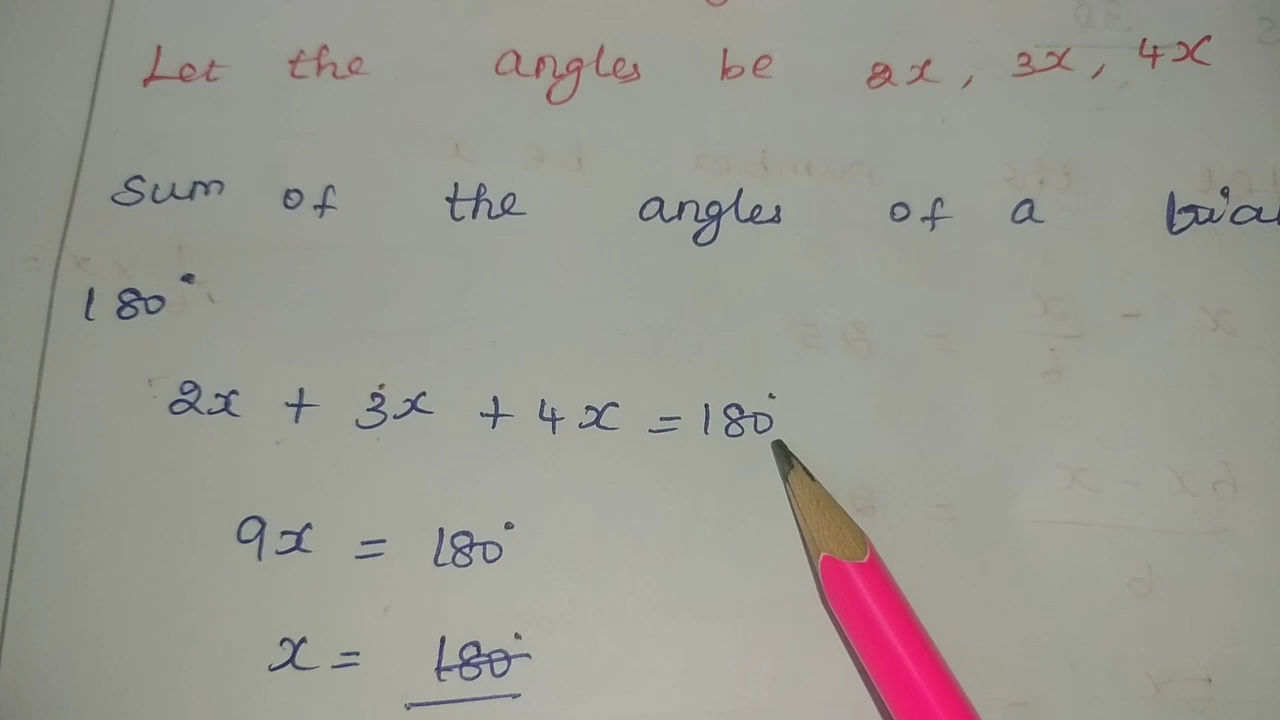 Let the angles be 2x, 3x, 4x
Sum of the angles of a
180°
2x + 3x + 4x = 180°
9x = 180°
x = 180°